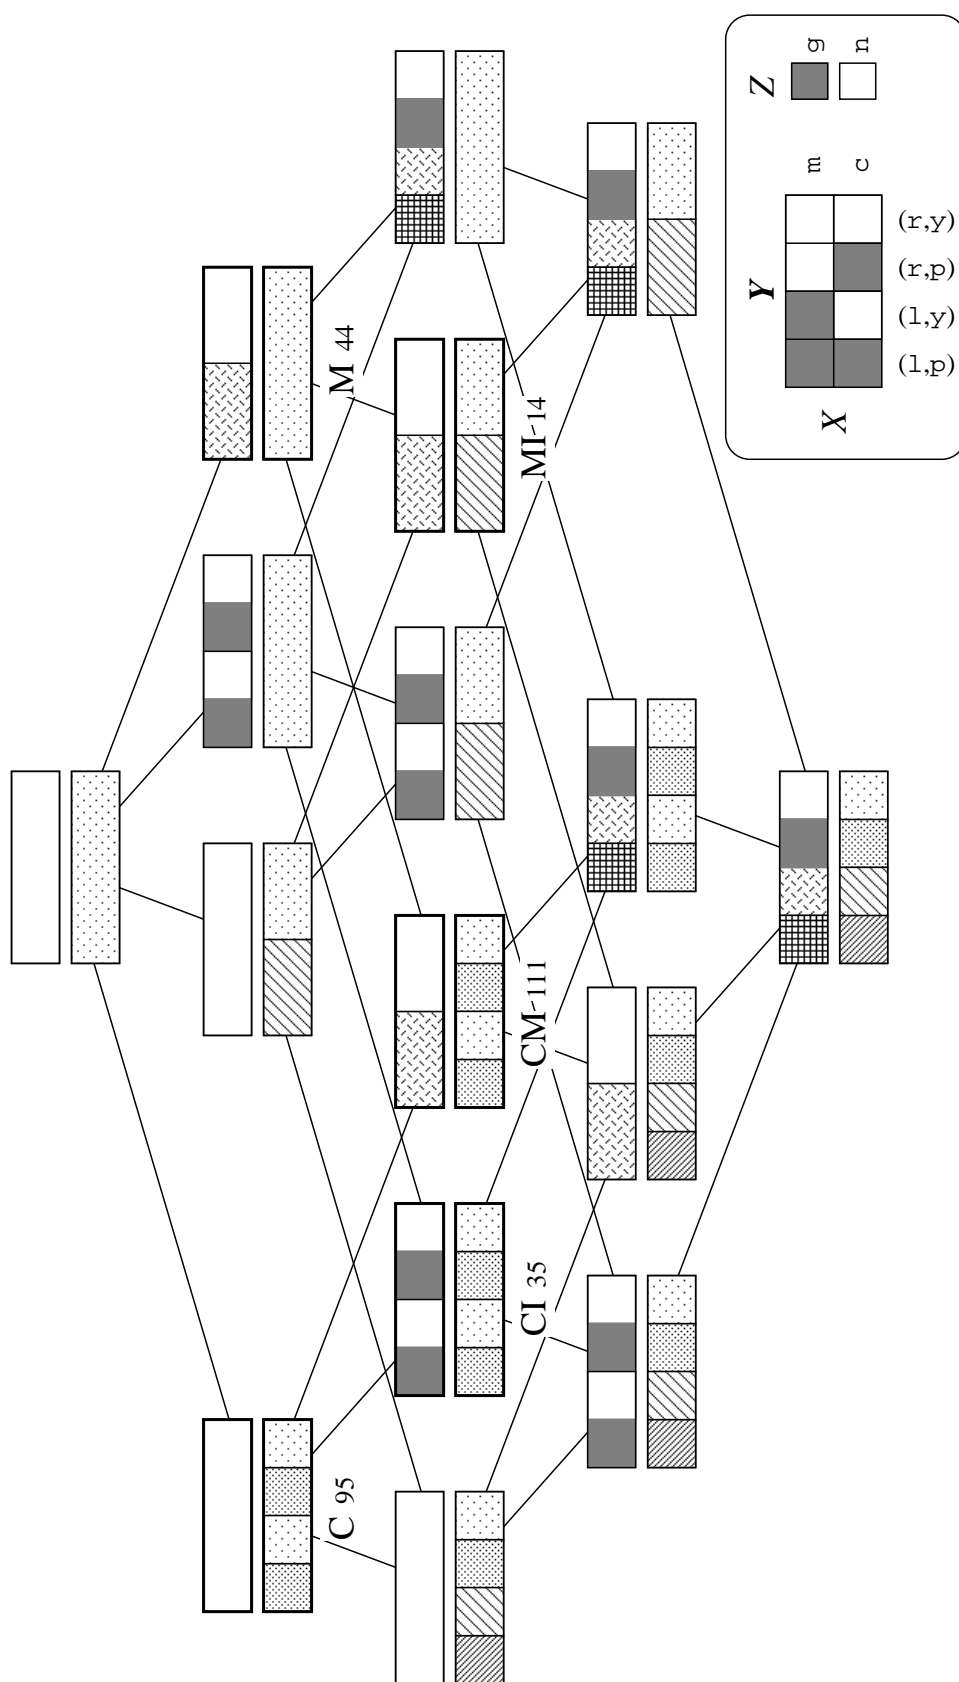 C 95
M 44
CI 35
CM 111
MI 14
X
Y
Z
m
c
g
n
(l,p)
(l,y)
(r,p)
(r,y)